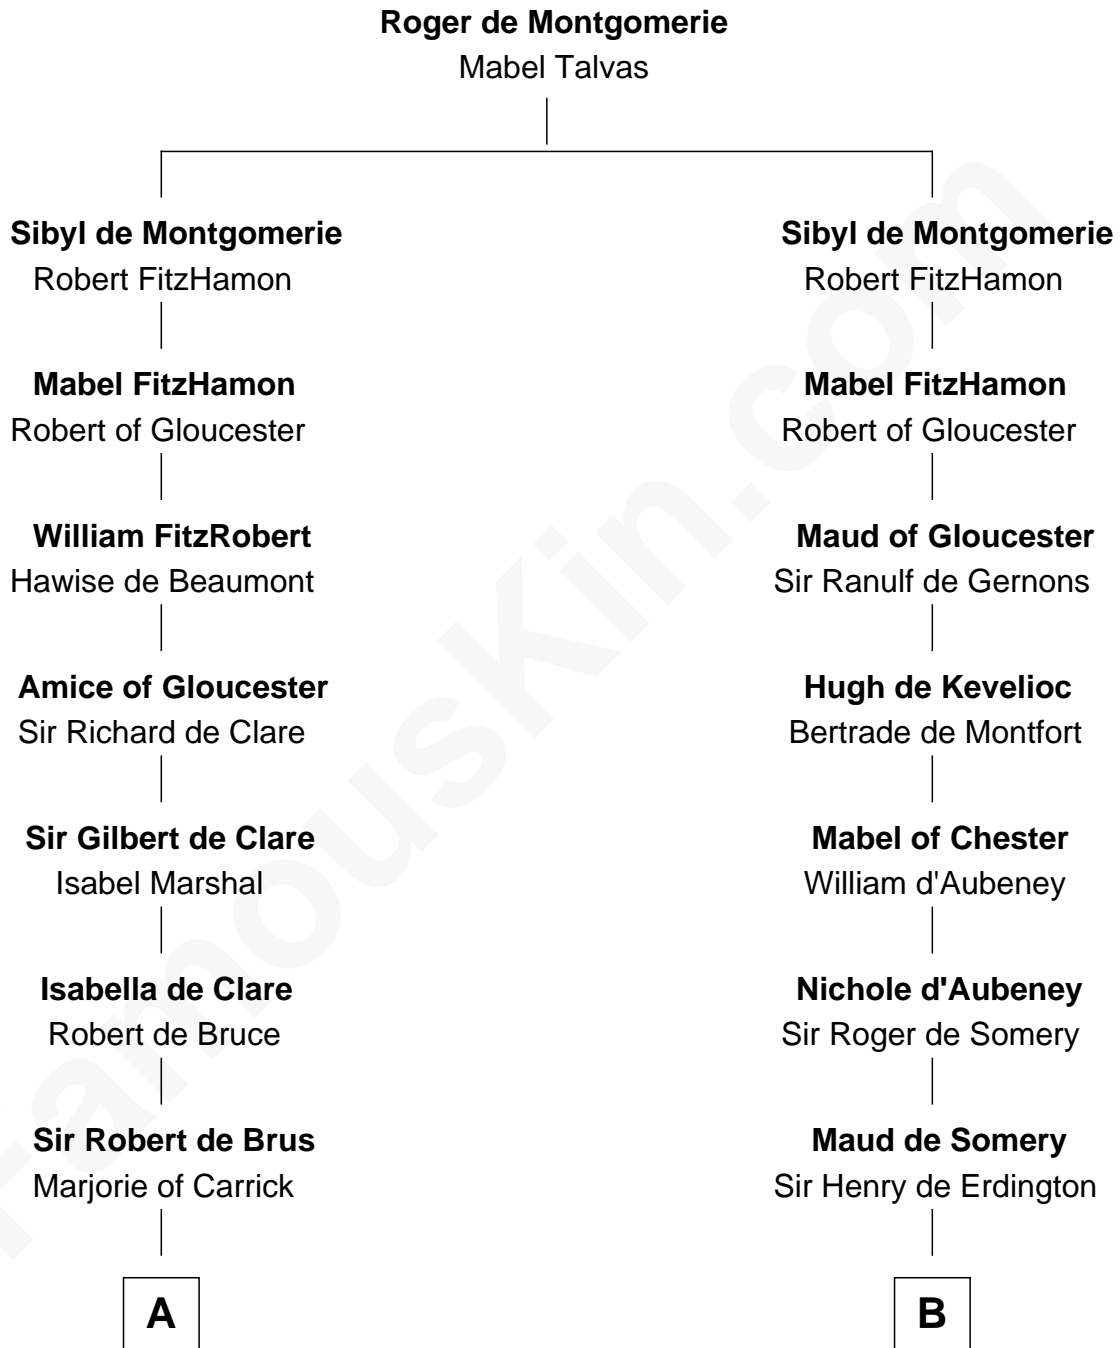 Roger de Montgomerie
Mabel Talvas
Sibyl de Montgomerie
Robert FitzHamon
Mabel FitzHamon
Robert of Gloucester
William FitzRobert
Hawise de Beaumont
Amice of Gloucester
Sir Richard de Clare
Sir Gilbert de Clare
Isabel Marshal
Isabella de Clare
Robert de Bruce
Sir Robert de Brus
Marjorie of Carrick
A
Sibyl de Montgomerie
Robert FitzHamon
Mabel FitzHamon
Robert of Gloucester
Maud of Gloucester
Sir Ranulf de Gernons
Hugh de Kevelioc
Bertrade de Montfort
Mabel of Chester
William d'Aubeney
Nichole d'Aubeney
Sir Roger de Somery
Maud de Somery
Sir Henry de Erdington
B
FamousKin.com